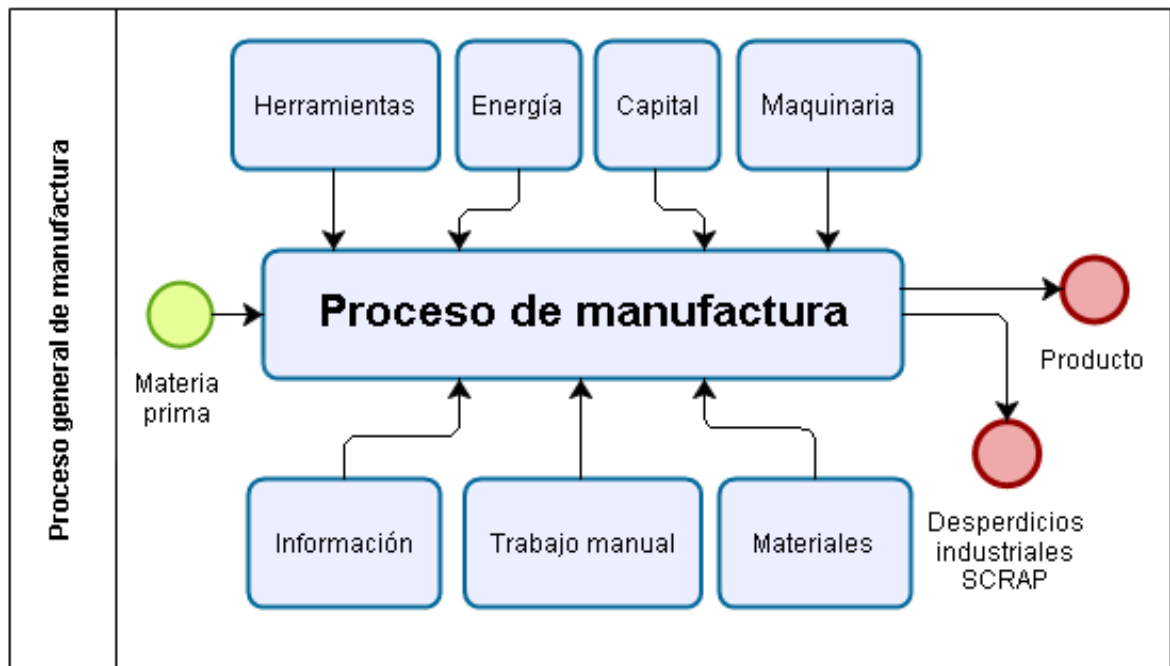 Proceso general de manufactura
Herramientas
Energía
Capital
Maquinaria
Materia
prima
Proceso de manufactura
Producto
Información
Trabajo manual
Materiales
Desperdicios
industriales
SCRAP